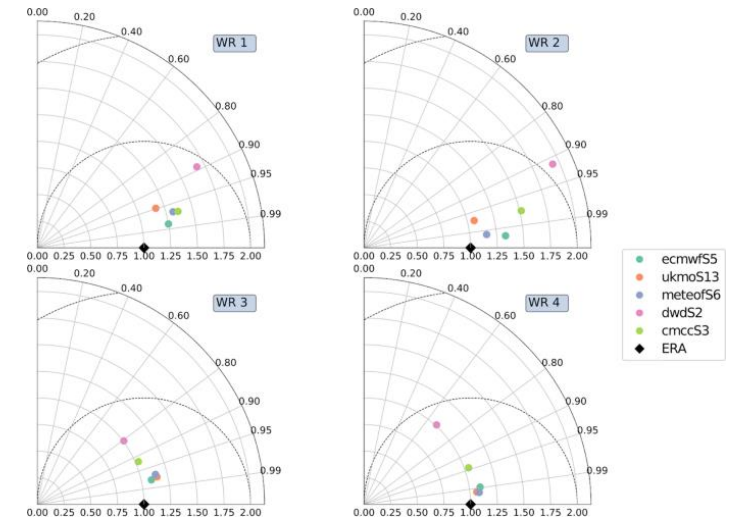 0.00 0.20 0.40 0.60 0.80 0.90 0.95 0.99
WR 1
0.00 0.25 0.50 0.75 1.00 1.25 1.50 1.75 2.00
0.00 0.20 0.40 0.60 0.80 0.90 0.95 0.99
WR 2
0.00 0.25 0.50 0.75 1.00 1.25 1.50 1.75 2.00
0.00 0.20 0.40 0.60 0.80 0.90 0.95 0.99
WR 3
0.00 0.25 0.50 0.75 1.00 1.25 1.50 1.75 2.00
0.00 0.20 0.40 0.60 0.80 0.90 0.95 0.99
WR 4
0.00 0.25 0.50 0.75 1.00 1.25 1.50 1.75 2.00
ecmwfS5
ukmoS13
meteofS6
dwdS2
cmccS3
ERA